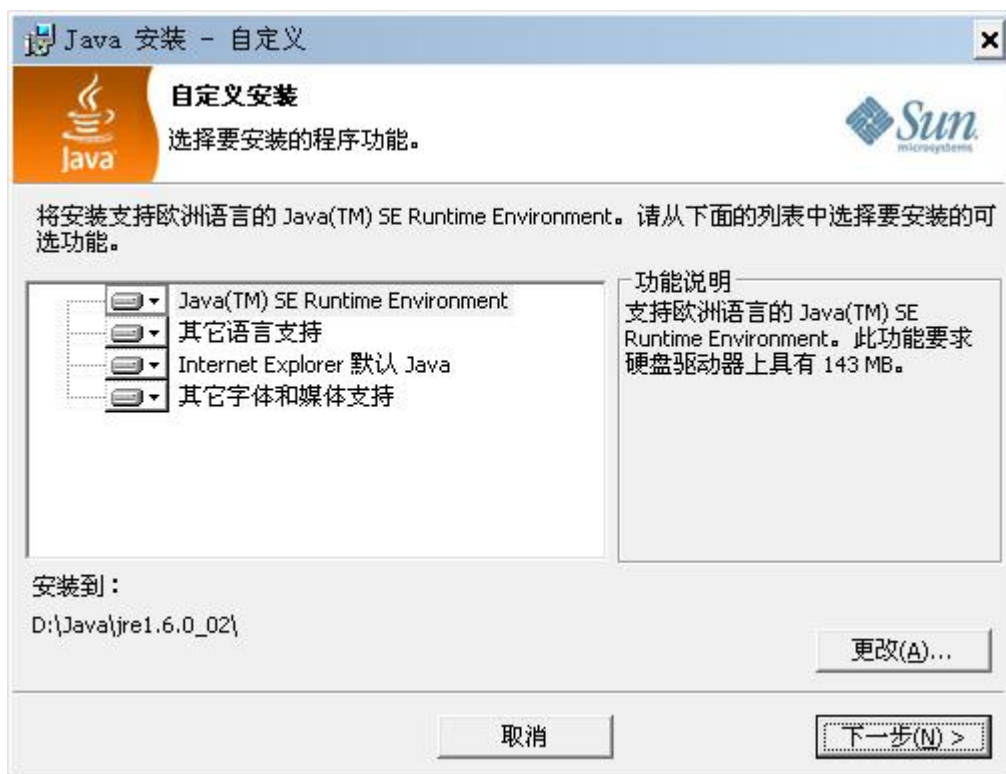 Java 安装 - 自定义
Java
自定义安装
选择要安装的程序功能。
Sun
microsystems
将安装支持欧洲语言的 Java(TM) SE Runtime Environment。请从下面的列表中选择要安装的可
选功能。
Java(TM) SE Runtime Environment
其它语言支持
Internet Explorer 默认 Java
其它字体和媒体支持
功能说明
支持欧洲语言的 Java(TM) SE
Runtime Environment。此功能要求
硬盘驱动器上具有 143 MB。
安装到：
D:\Java\jre1.6.0_02\
更改(A)...
取消
下一步(N) >